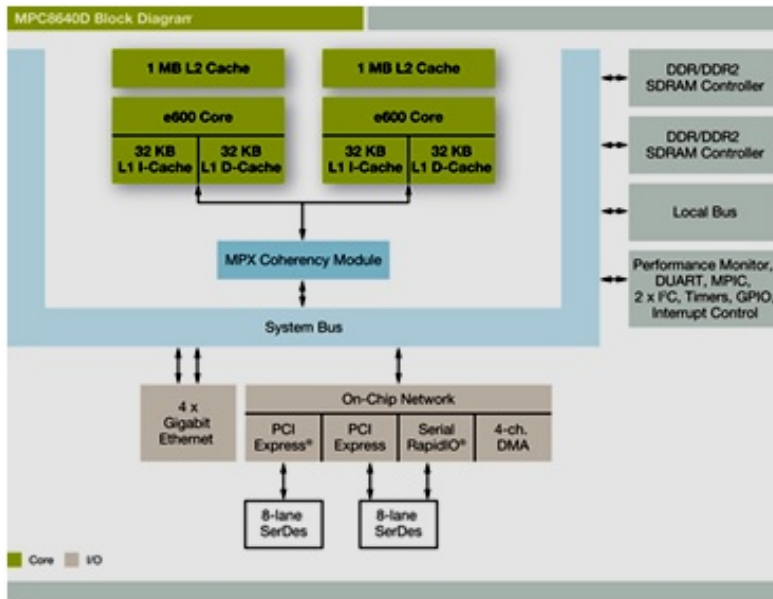 MPC8640D Block Diagram
1 MB L2 Cache
1 MB L2 Cache
e600 Core
e600 Core
32 KB
L1 I-Cache
32 KB
L1 D-Cache
32 KB
L1 I-Cache
32 KB
L1 D-Cache
MPX Coherency Module
System Bus
DDR/DDR2
SDRAM Controller
DDR/DDR2
SDRAM Controller
Local Bus
Performance Monitor,
DUART, MPIC,
2 x I²C, Timers, GPIO,
Interrupt Control
4 x
Gigabit
Ethernet
On-Chip Network
PCI
Express®
PCI
Express
Serial
RapidIO®
4-ch.
DMA
8-lane
SerDes
8-lane
SerDes
Core
I/O